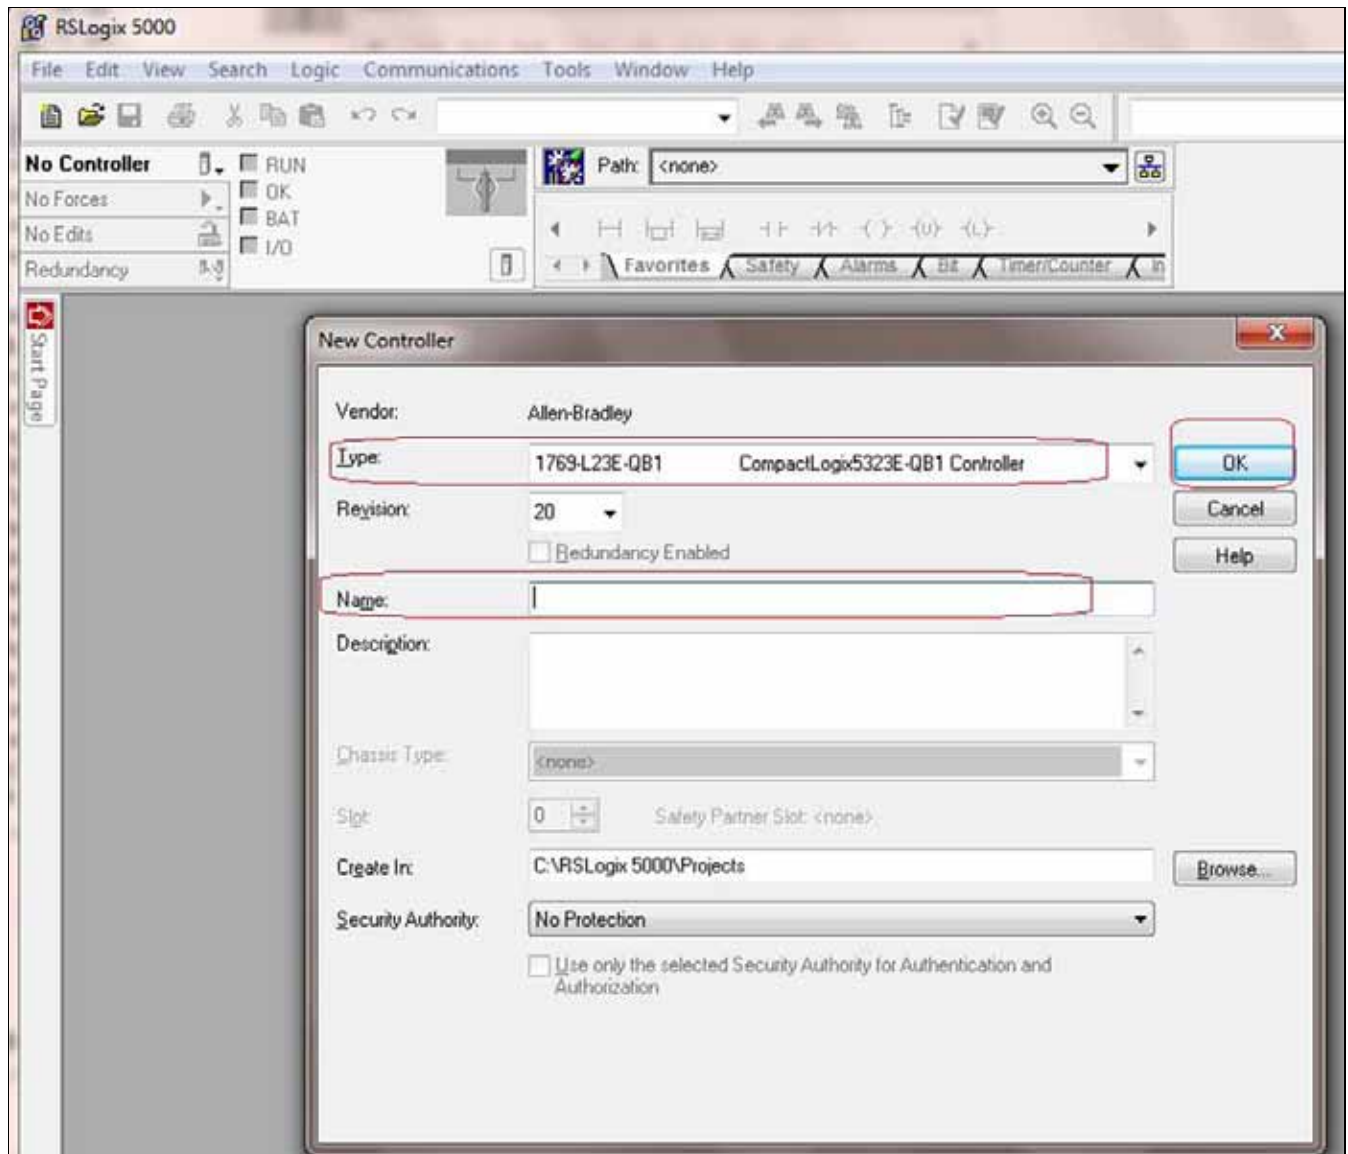 RSLogix 5000
File Edit View Search Logic Communications Tools Window Help
No Controller
RUN
Path: <none>
No Forces
OK
BAT
No Edits
I/O
Redundancy
Favorites Safety Alarms Bit Timer/Counter In
Start Page
New Controller
Vendor: Allen-Bradley
Type: 1769-L23E-QB1 CompactLogix5323E-QB1 Controller OK
Revision: 20 Cancel
Redundancy Enabled Help
Name:
Description:
Chassis Type: <none>
Slot: 0 Safety Partner Slot: <none>
Create In: C:\RSLogix 5000\Projects Browse...
Security Authority: No Protection
Use only the selected Security Authority for Authentication and
Authorization